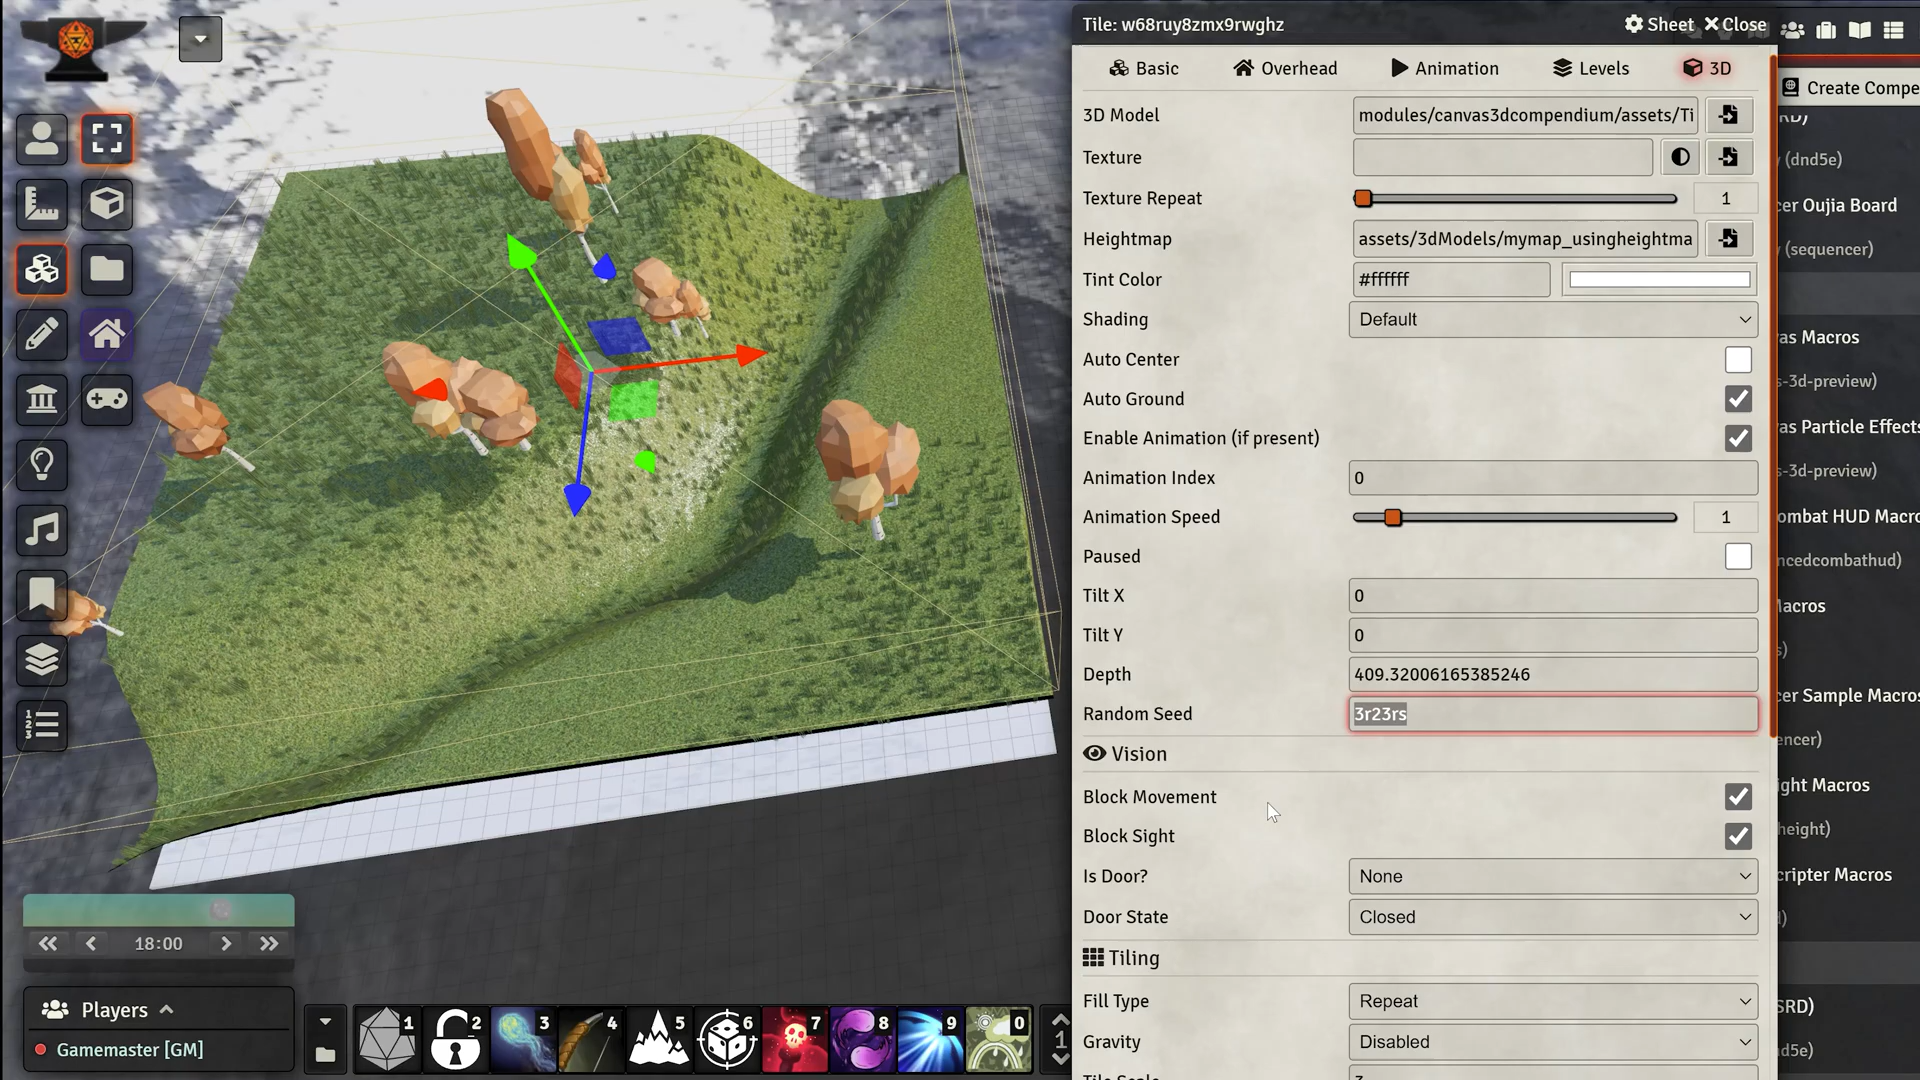 Tile: w68ruy8zmx9rwghz
Sheet
Close
Basic
Overhead
Animation
Levels
3D
3D Model
modules/canvas3dcompendium/assets/Ti
Texture
Texture Repeat
1
Heightmap
assets/3dModels/mymap_usingheightma
Tint Color
#ffffff
Shading
Default
Auto Center
Auto Ground
Enable Animation (if present)
Animation Index
0
Animation Speed
1
Paused
Tilt X
0
Tilt Y
0
Depth
409.32006165385246
Random Seed
3r23rs
Vision
Block Movement
Block Sight
Is Door?
None
Door State
Closed
Tiling
Fill Type
Repeat
Gravity
Disabled
Create Compe
(dnd5e)
cer Oujia Board
(sequencer)
as Macros
s-3d-preview)
as Particle Effects
s-3d-preview)
ombat HUD Macro
ncedcombathud)
Macros
s)
cer Sample Macros
encer)
ight Macros
height)
cripter Macros
SRD)
nd5e)
18:00
Players
Gamemaster [GM]
1
2
3
4
5
6
7
8
9
0
1